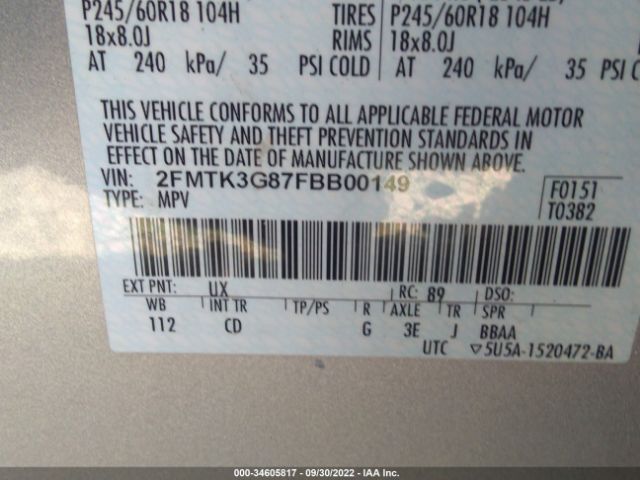 P245/60R18 104H TIRES P245/60R18 104H
18x8.0J RIMS 18x8.0J
AT 240 kPa/ 35 PSI COLD AT 240 kPa/ 35 PSI C
THIS VEHICLE CONFORMS TO ALL APPLICABLE FEDERAL MOTOR
VEHICLE SAFETY AND THEFT PREVENTION STANDARDS IN
EFFECT ON THE DATE OF MANUFACTURE SHOWN ABOVE.
VIN: 2FMTK3G87FBB00149
TYPE: MPV
F0151
T0382
EXT PNT: UX RC: 89 DSO:
WB INT TR TP/PS R AXLE TR SPR
112 CD G 3E J BBAA
UTC ▽5U5A-1520472-BA
000-34605817 - 09/30/2022 - IAA Inc.